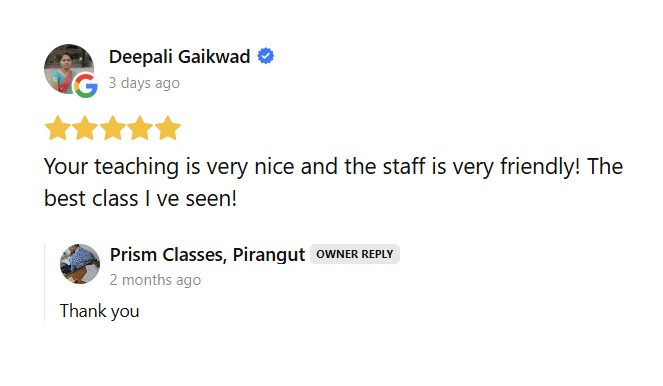 Deepali Gaikwad
3 days ago
Your teaching is very nice and the staff is very friendly! The
best class I ve seen!
Prism Classes, Pirangut OWNER REPLY
2 months ago
Thank you